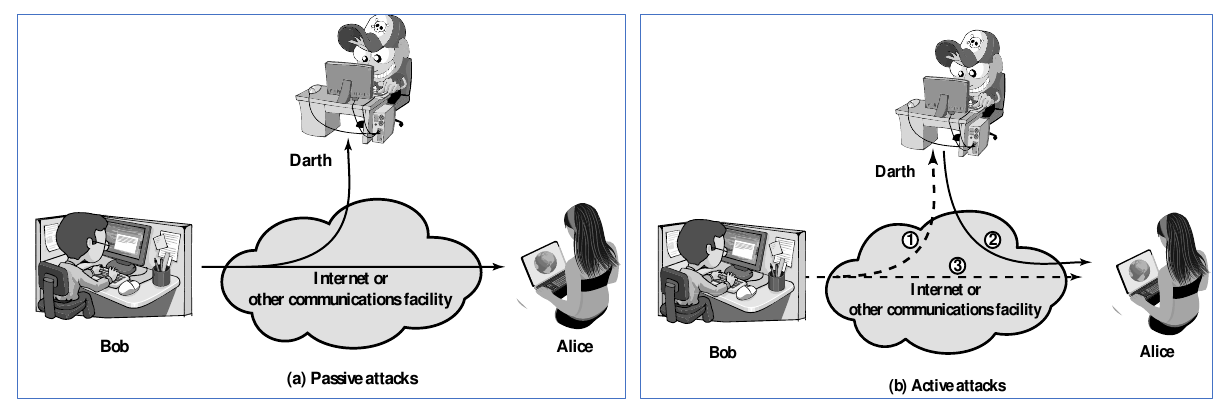 Darth
Internet or
other communications facility
Bob
Alice
(a) Passive attacks
Darth
1
2
3
Internet or
other communications facility
Bob
Alice
(b) Active attacks